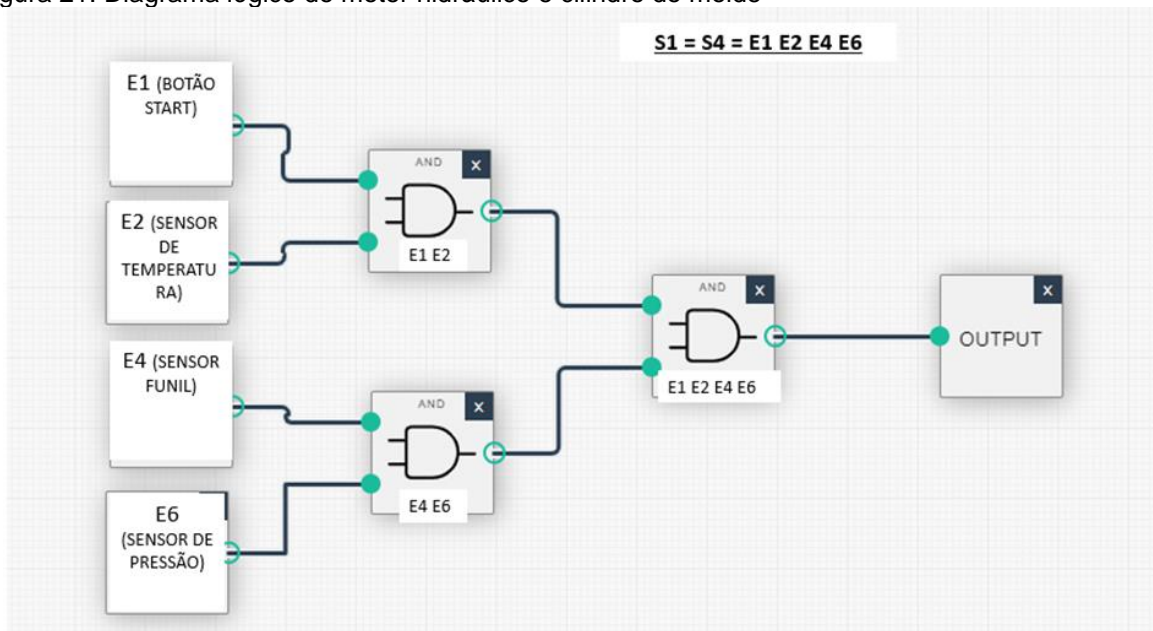 S1 = S4 = E1 E2 E4 E6
E1 (BOTÃO
START)
E2 (SENSOR
DE
TEMPERATU
RA)
E4 (SENSOR
FUNIL)
E6
(SENSOR DE
PRESSÃO)
AND
X
E1 E2
AND
X
E4 E6
AND
X
E1 E2 E4 E6
X
OUTPUT